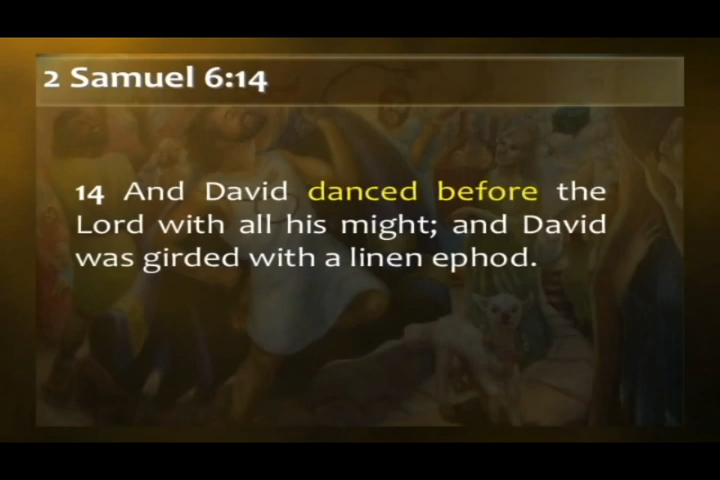 2 Samuel 6:14
14 And David danced before the
Lord with all his might; and David
was girded with a linen ephod.